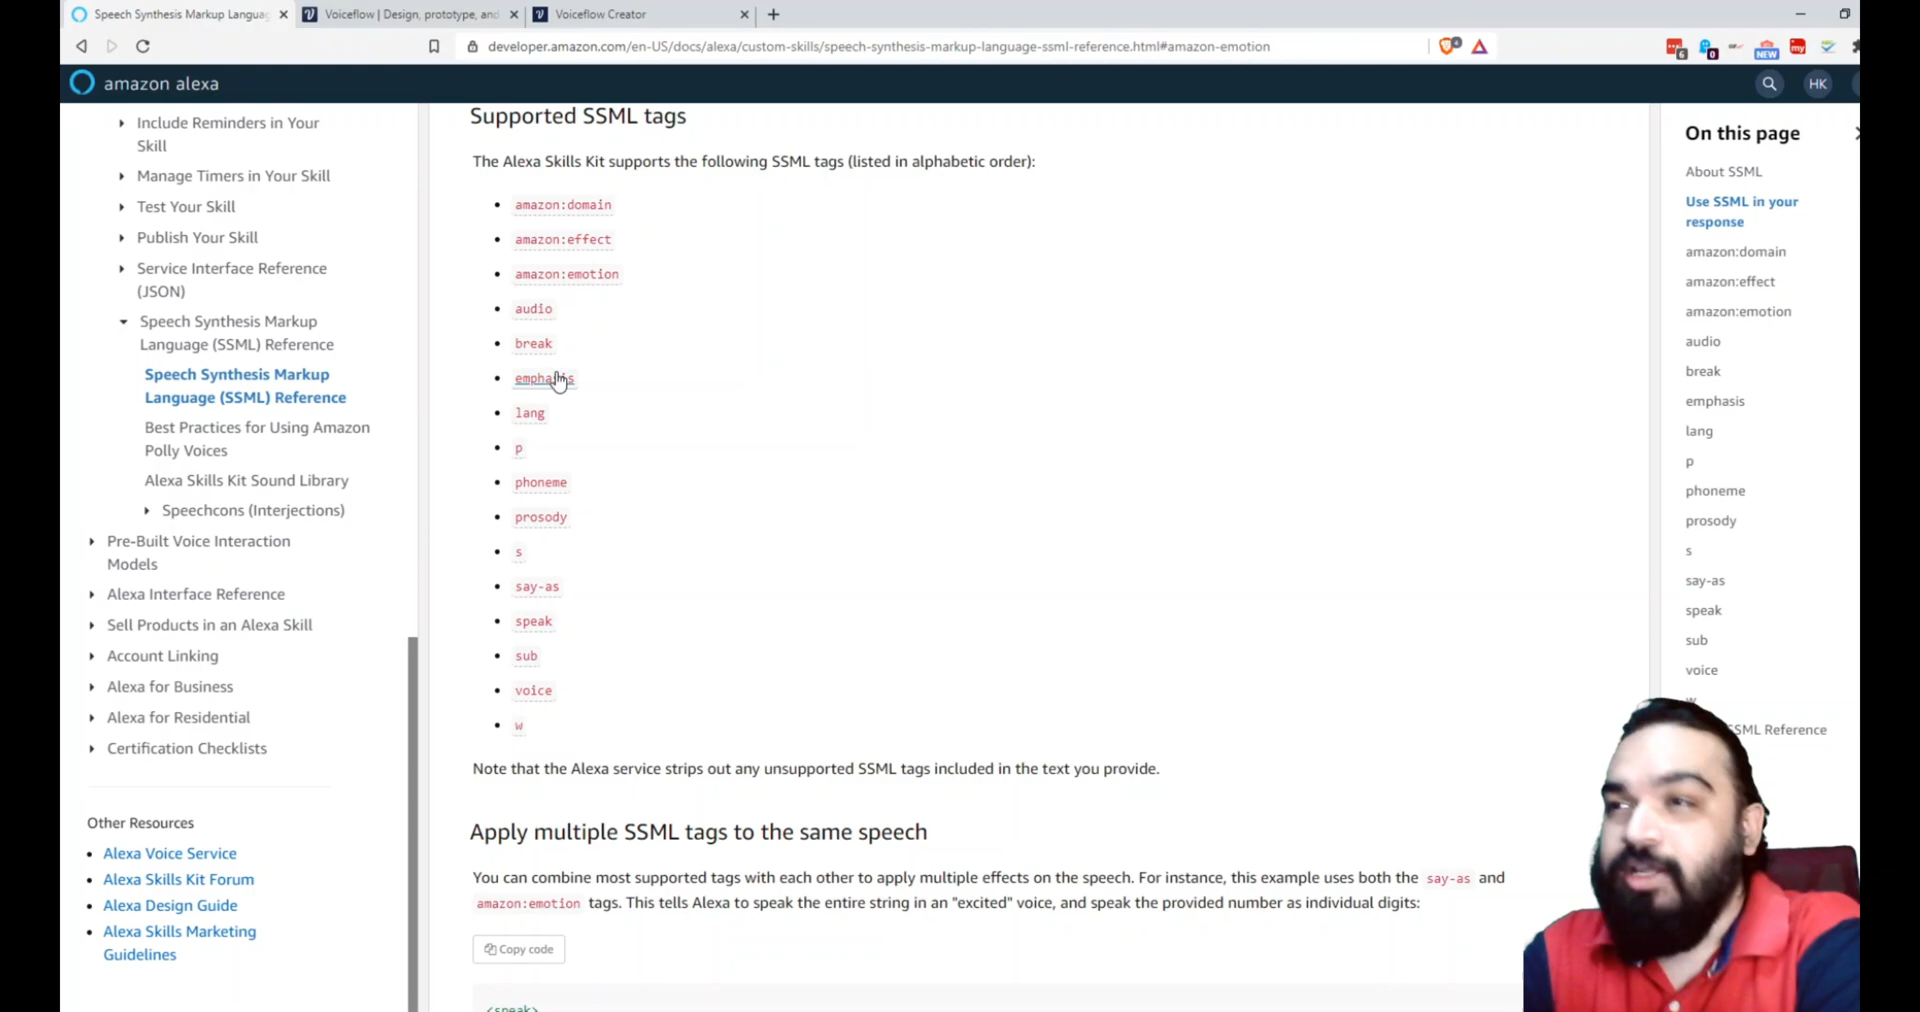 Speech Synthesis Markup Languag
Voiceflow | Design, prototype, and
Voiceflow Creator
developer.amazon.com/en-US/docs/alexa/custom-skills/speech-synthesis-markup-language-ssml-reference.html#amazon-emotion
4
6
0
NEW
my
amazon alexa
HK
Include Reminders in Your
Skill
Manage Timers in Your Skill
Test Your Skill
Publish Your Skill
Service Interface Reference
(JSON)
Speech Synthesis Markup
Language (SSML) Reference
Speech Synthesis Markup
Language (SSML) Reference
Best Practices for Using Amazon
Polly Voices
Alexa Skills Kit Sound Library
Speechcons (Interjections)
Pre-Built Voice Interaction
Models
Alexa Interface Reference
Sell Products in an Alexa Skill
Account Linking
Alexa for Business
Alexa for Residential
Certification Checklists
Other Resources
Alexa Voice Service
Alexa Skills Kit Forum
Alexa Design Guide
Alexa Skills Marketing
Guidelines
Supported SSML tags
The Alexa Skills Kit supports the following SSML tags (listed in alphabetic order):
amazon:domain
amazon:effect
amazon:emotion
audio
break
emphasis
lang
p
phoneme
prosody
s
say-as
speak
sub
voice
w
Note that the Alexa service strips out any unsupported SSML tags included in the text you provide.
Apply multiple SSML tags to the same speech
You can combine most supported tags with each other to apply multiple effects on the speech. For instance, this example uses both the say-as and
amazon:emotion tags. This tells Alexa to speak the entire string in an "excited" voice, and speak the provided number as individual digits:
Copy code
<speak>
On this page
About SSML
Use SSML in your
response
amazon:domain
amazon:effect
amazon:emotion
audio
break
emphasis
lang
p
phoneme
prosody
s
say-as
speak
sub
voice
w
SSML Reference